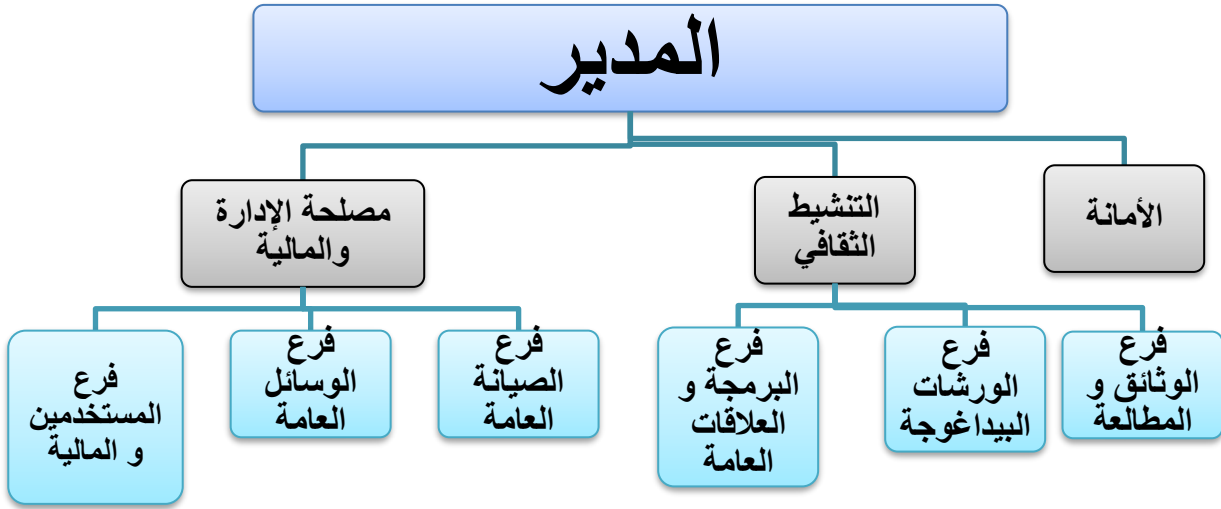 المدير
الأمانة
التنشيط
الثقافي
مصلحة الإدارة
والمالية
فرع
الوثائق و
المطالعة
فرع
الورشات
البيداغوجة
فرع
البرمجة و
العلاقات
العامة
فرع
الصيانة
العامة
فرع
الوسائل
العامة
فرع
المستخدمين
و المالية